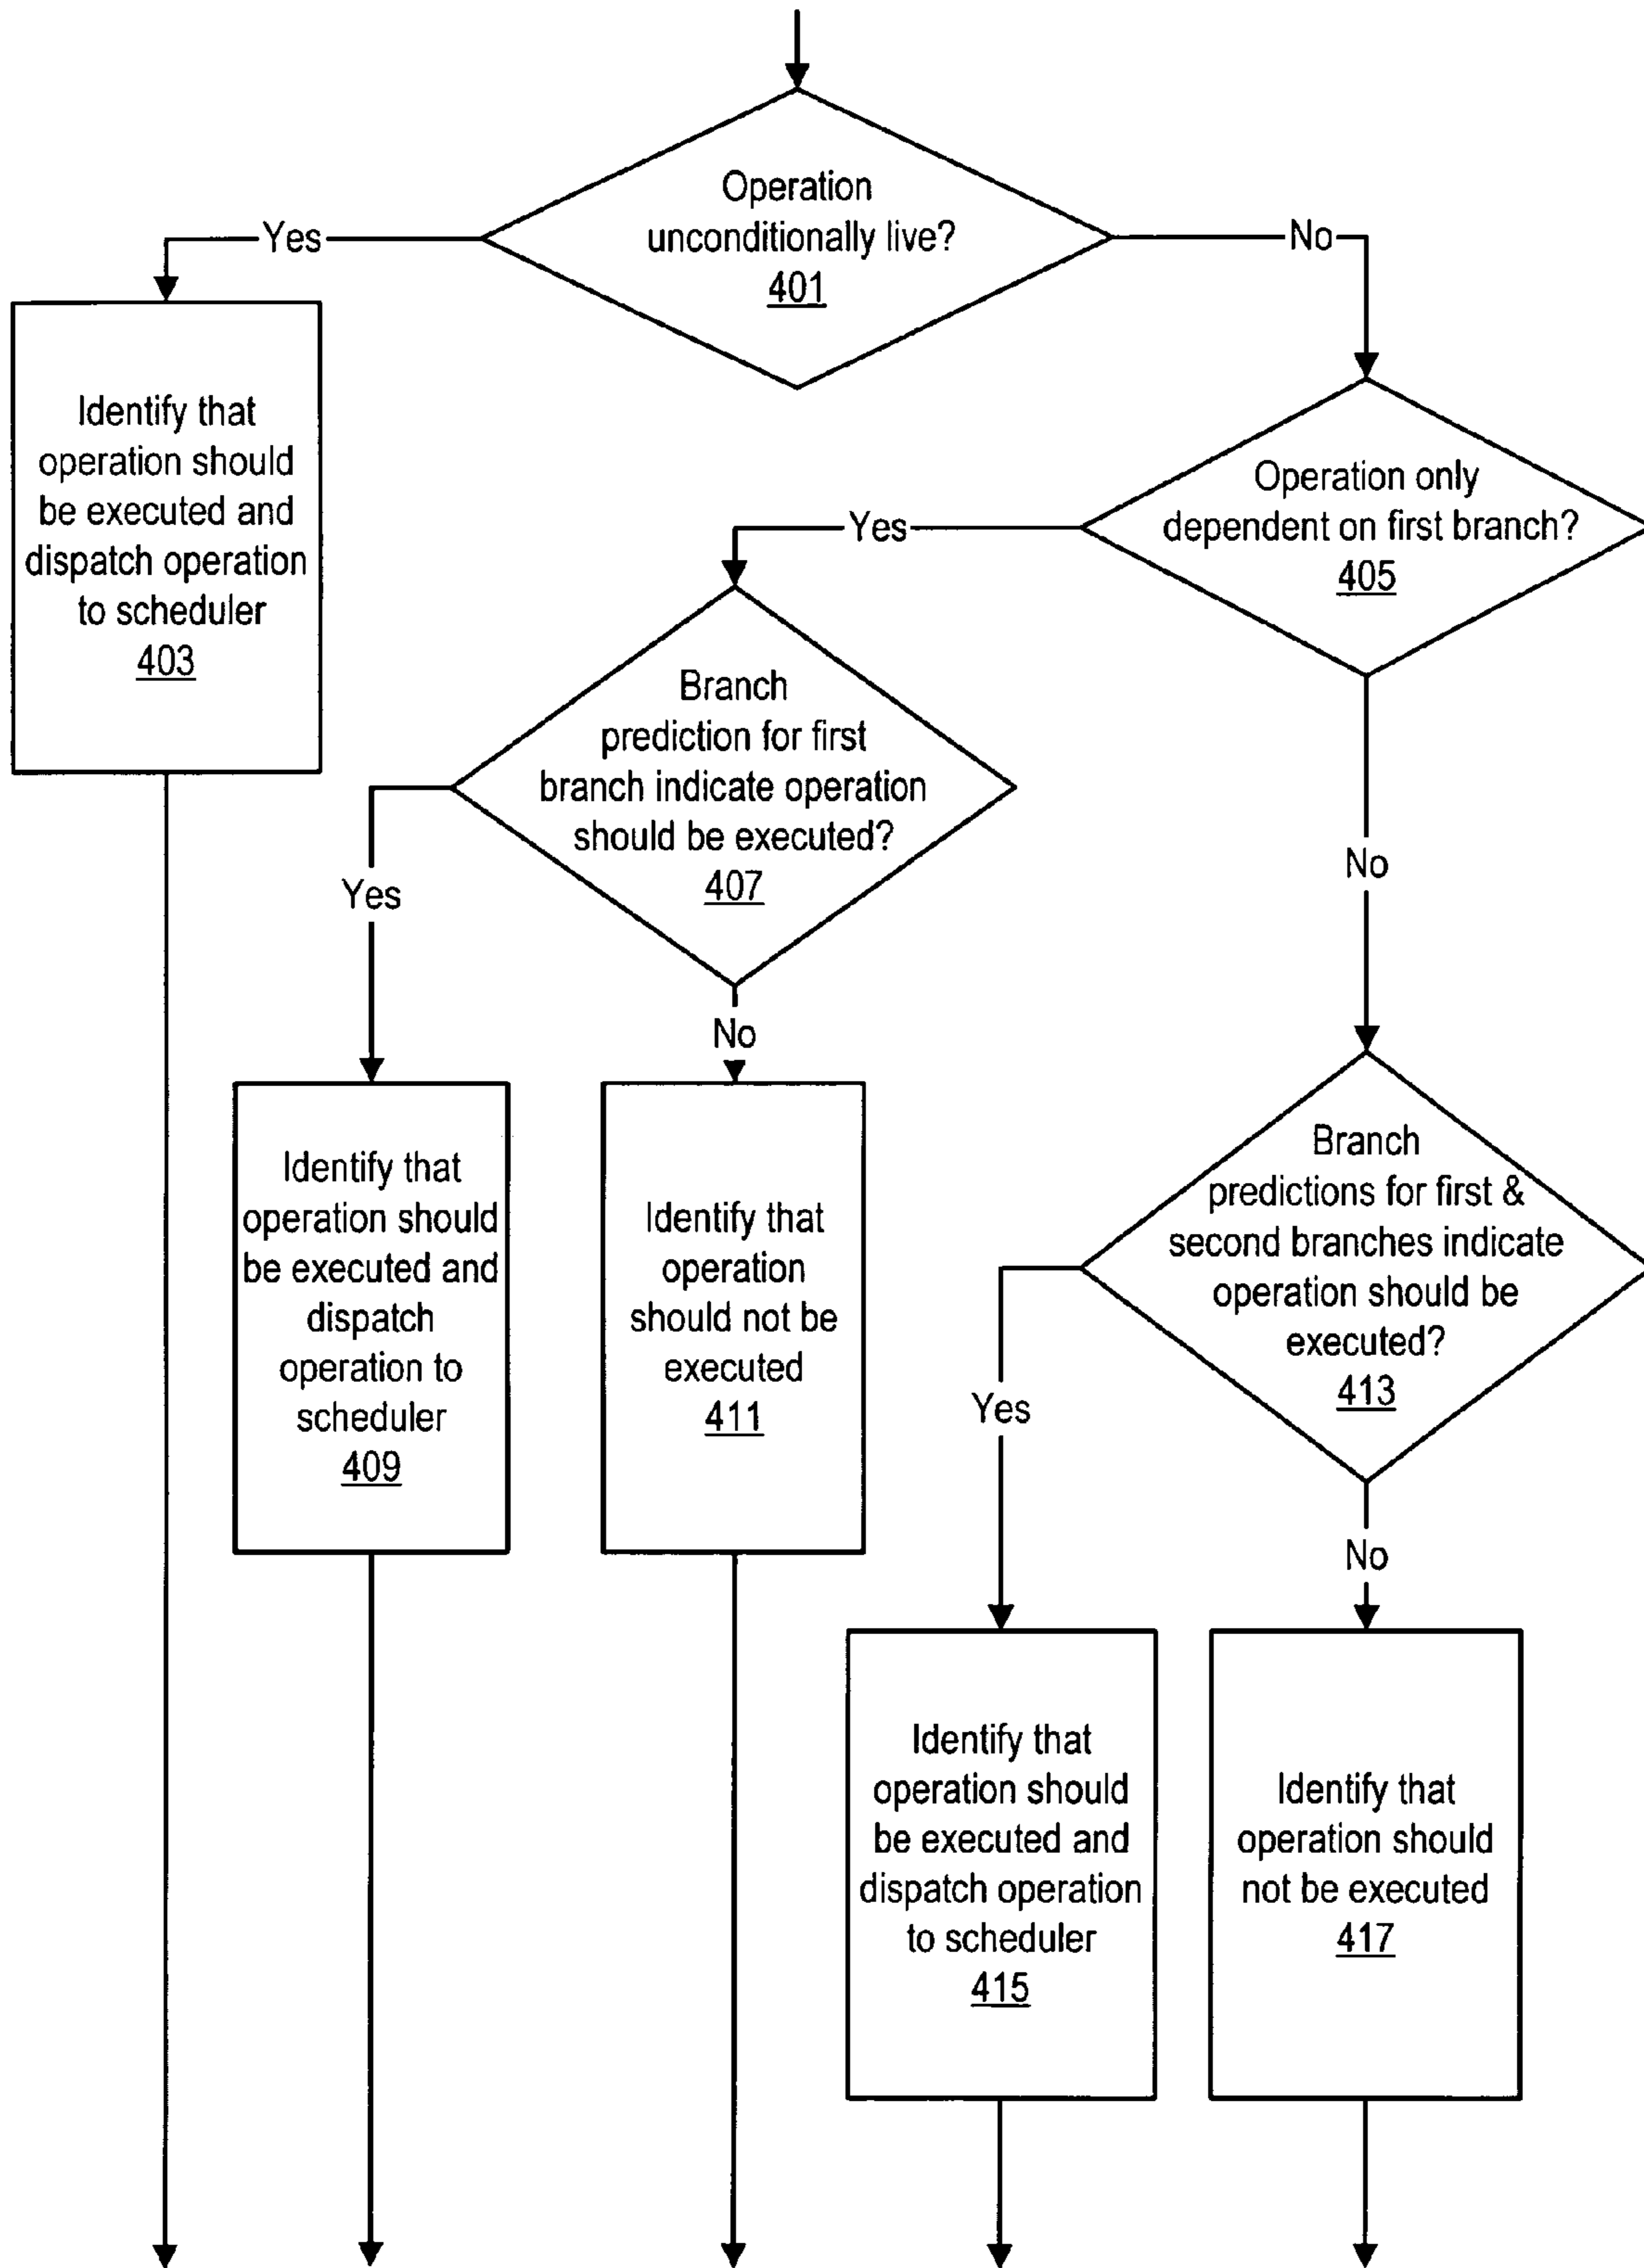 Operation
unconditionally live?
401
Yes
No
Identify that
operation should
be executed and
dispatch operation
to scheduler
403
Operation only
dependent on first branch?
405
Yes
No
Branch
prediction for first
branch indicate operation
should be executed?
407
Yes
No
Identify that
operation should
be executed and
dispatch
operation to
scheduler
409
Identify that
operation
should not be
executed
411
Branch
predictions for first &
second branches indicate
operation should be
executed?
413
Yes
No
Identify that
operation should
be executed and
dispatch operation
to scheduler
415
Identify that
operation should
not be executed
417